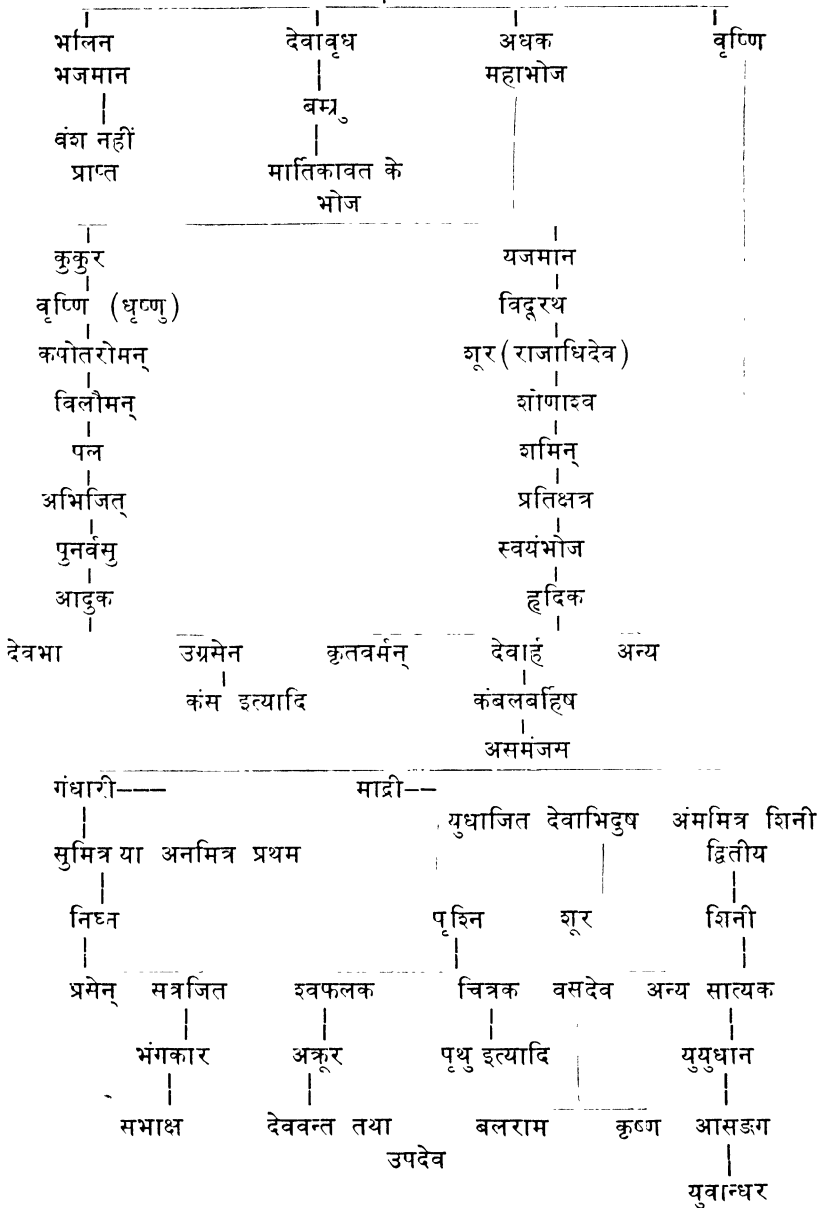 भलिन देवावृध अधक वृष्णि
भजमान महाभोज
बम्रु
वंश नहीं
प्राप्त मार्तिकावत के
भोज
कुकुर यजमान
वृष्णि (धृष्णु) विदूरथ
कपोतरोमन् शूर (राजाधिदेव)
विलौमन् शोणाश्व
पल शमिन्
अभिजित् प्रतिक्षत्र
पुनर्वसु स्वयंभोज
आदुक हृदिक
देवभा उग्रसेन कृतवर्मन् देवार्ह अन्य
कंस इत्यादि कंबलबर्हिष
असमंजस
गंधारी--- माद्री--
युधाजित देवाभिदुष अंममित्र शिनी
सुमित्र या अनमित्र प्रथम द्वितीय
निघ्त पृश्नि शूर शिनी
प्रसेन् सत्रजित श्वफलक चित्रक वसदेव अन्य सात्यक
भंगकार अक्रूर पृथु इत्यादि युयुधान
सभाक्ष देववन्त तथा बलराम कृष्ण आसङग
उपदेव
युवान्धर